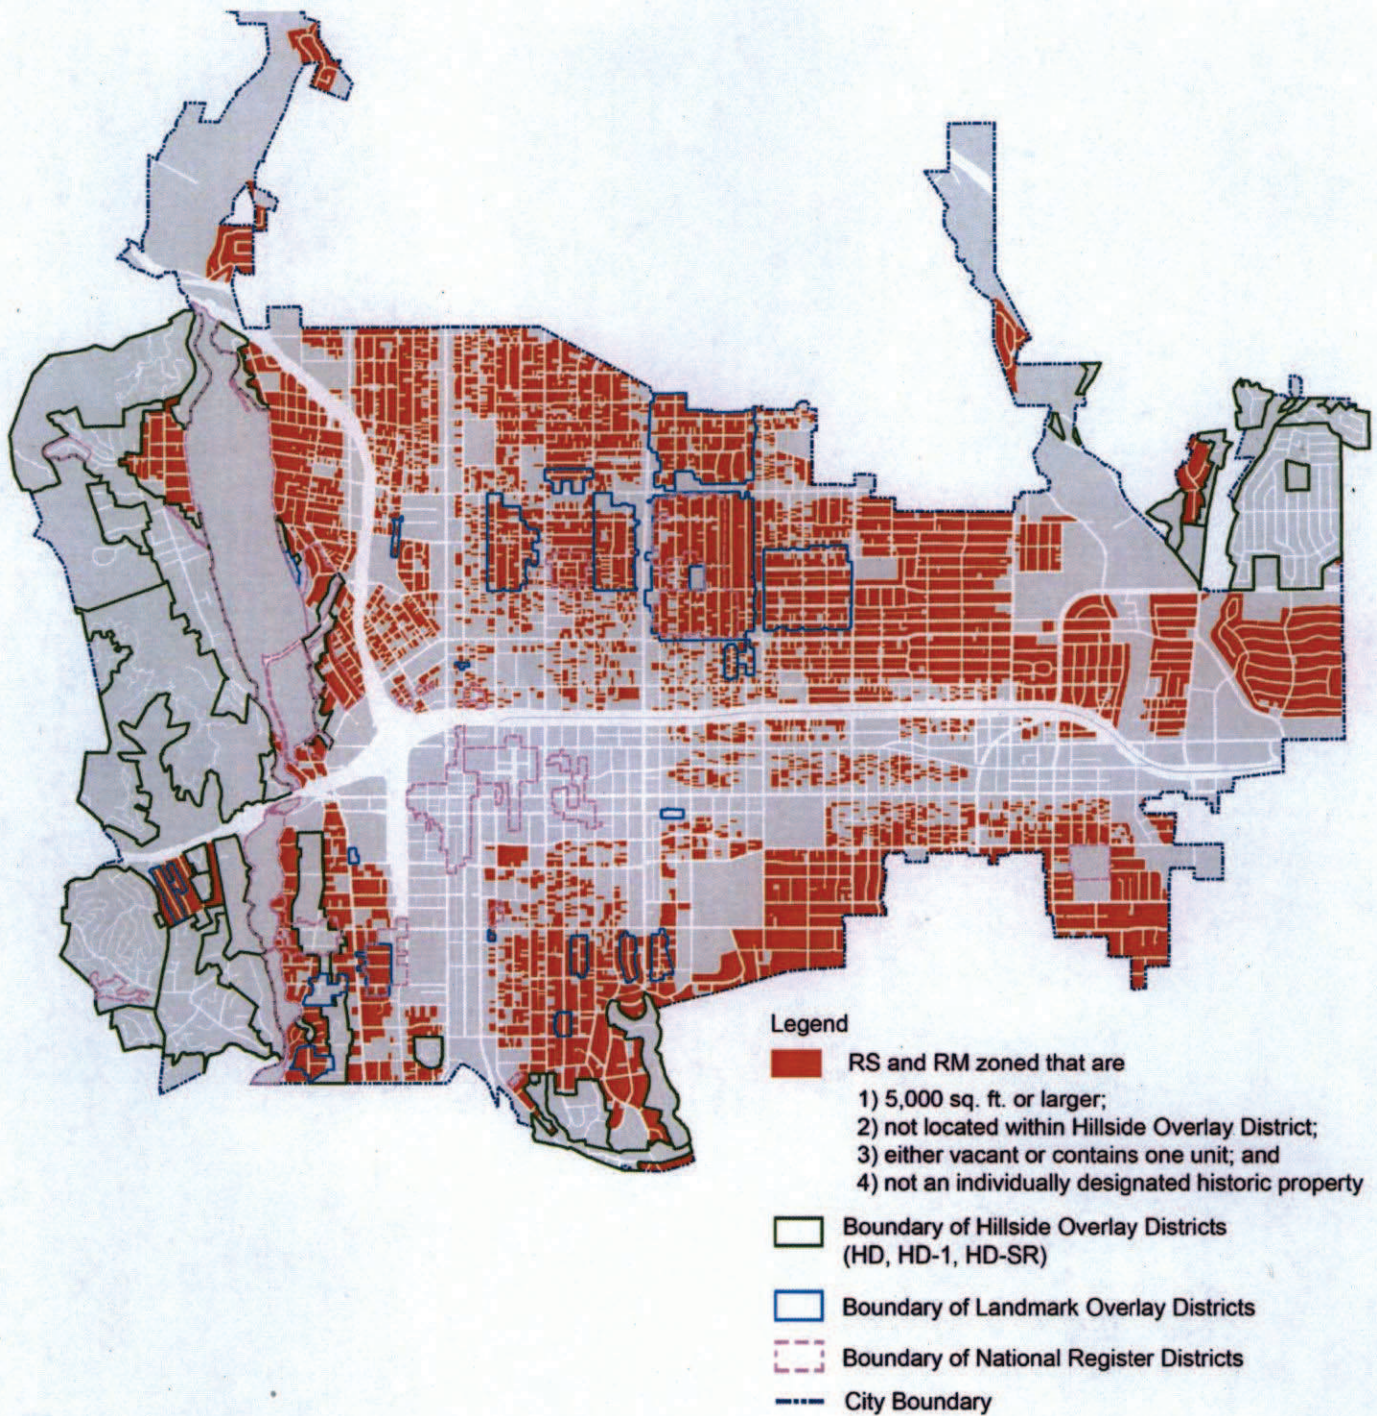 Legend
RS and RM zoned that are
1) 5,000 sq. ft. or larger;
2) not located within Hillside Overlay District;
3) either vacant or contains one unit; and
4) not an individually designated historic property
Boundary of Hillside Overlay Districts
(HD, HD-1, HD-SR)
Boundary of Landmark Overlay Districts
Boundary of National Register Districts
City Boundary